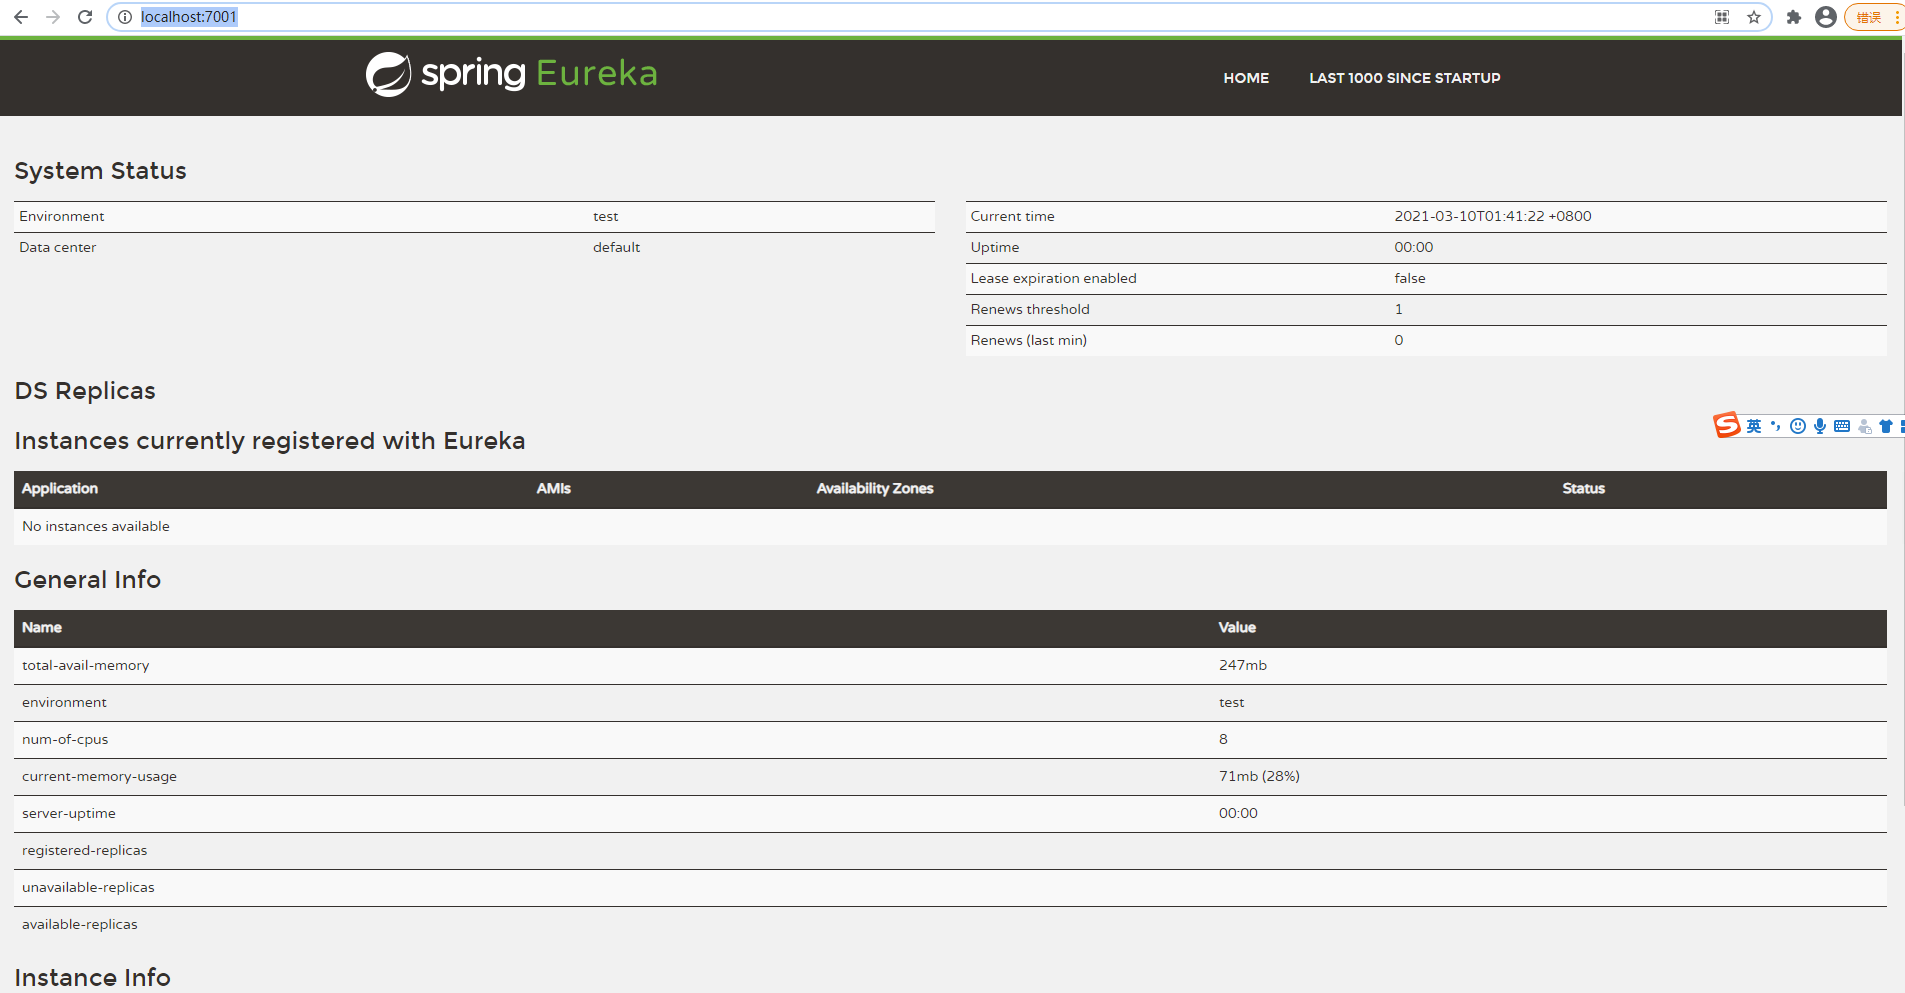 localhost:7001
错误
spring Eureka
HOME LAST 1000 SINCE STARTUP
System Status
Environment test
Data center default
Current time 2021-03-10T01:41:22 +0800
Uptime 00:00
Lease expiration enabled false
Renews threshold 1
Renews (last min) 0
DS Replicas
英
Instances currently registered with Eureka
Application AMIs Availability Zones Status
No instances available
General Info
Name Value
total-avail-memory 247mb
environment test
num-of-cpus 8
current-memory-usage 71mb (28%)
server-uptime 00:00
registered-replicas
unavailable-replicas
available-replicas
Instance Info